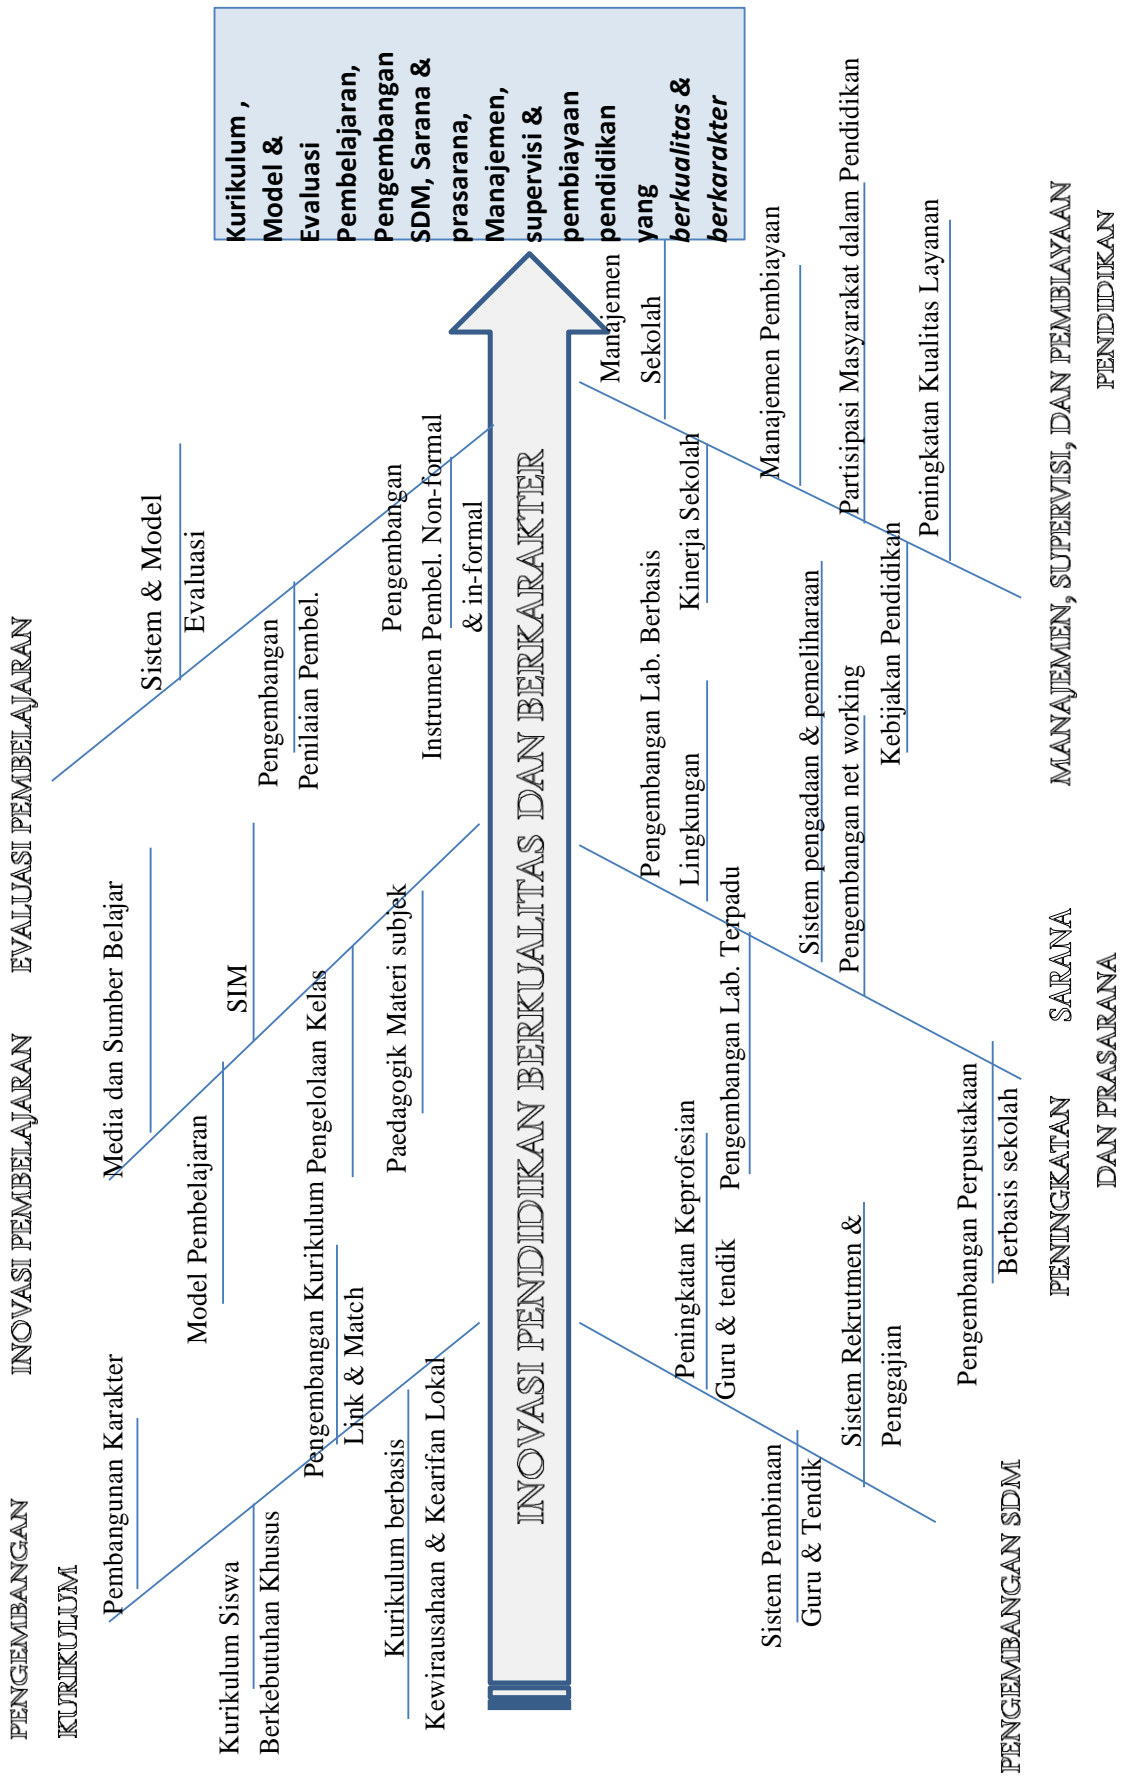 PENGEMBANGAN
KURIKULUM
INOVASI PEMBELAJARAN
EVALUASI PEMBELAJARAN
Pembangunan Karakter
Kurikulum Siswa
Berkebutuhan Khusus
Pengembangan Kurikulum
Link & Match
Kurikulum berbasis
Kewirausahaan & Kearifan Lokal
Media dan Sumber Belajar
Model Pembelajaran
SIM
Pengelolaan Kelas
Paedagogik Materi subjek
Sistem & Model
Evaluasi
Pengembangan
Penilaian Pembel.
Pengembangan
Instrumen Pembel. Non-formal
& in-formal
INOVASI PENDIDIKAN BERKUALITAS DAN BERKARAKTER
Kurikulum ,
Model &
Evaluasi
Pembelajaran,
Pengembangan
SDM, Sarana &
prasarana,
Manajemen,
supervisi &
pembiayaan
pendidikan
yang
berkualitas &
berkarakter
Peningkatan Keprofesian
Guru & tendik
Sistem Pembinaan
Guru & Tendik
Sistem Rekrutmen &
Penggajian
Pengembangan Lab. Berbasis
Lingkungan
Pengembangan Lab. Terpadu
Sistem pengadaan & pemeliharaan
Pengembangan net working
Pengembangan Perpustakaan
Berbasis sekolah
Manajemen
Sekolah
Kinerja Sekolah
Manajemen Pembiayaan
Partisipasi Masyarakat dalam Pendidikan
Kebijakan Pendidikan
Peningkatan Kualitas Layanan
PENGEMBANGAN SDM
PENINGKATAN SARANA
DAN PRASARANA
MANAJEMEN, SUPERVISI, DAN PEMBIAYAAN
PENDIDIKAN